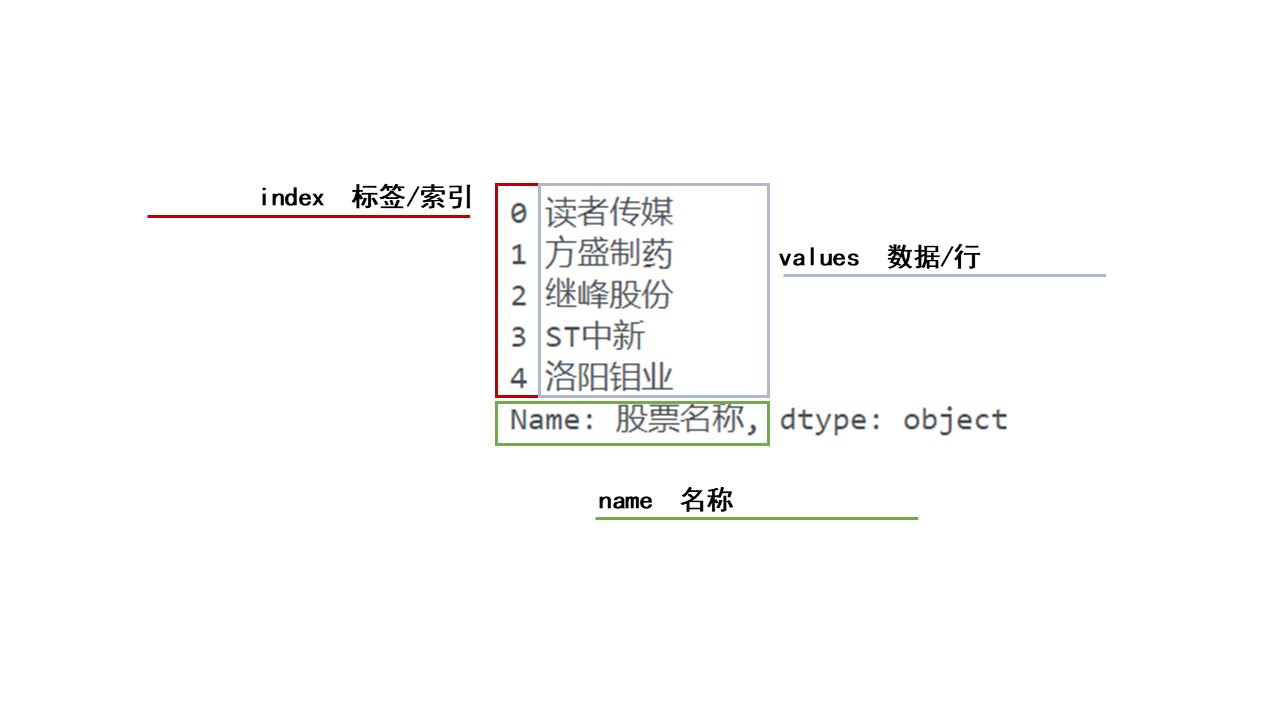 index 标签/索引
0 读者传媒
1 方盛制药
values 数据/行
2 继峰股份
3 ST中新
4 洛阳钼业
Name: 股票名称, dtype: object
name 名称